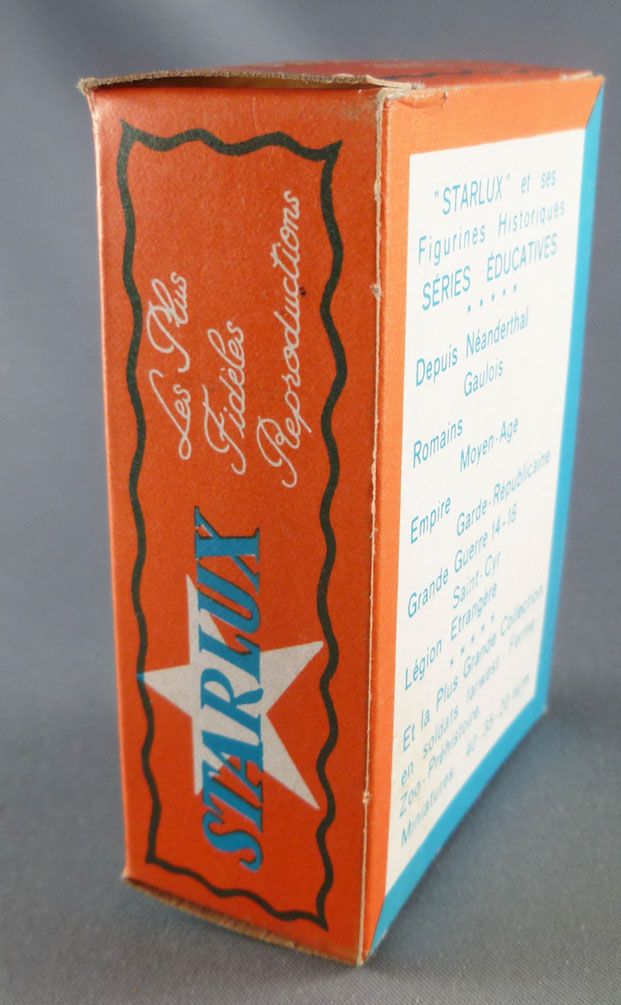 Les Plus
Fidèles
Reproductions
STARLUX
"STARLUX" et ses
Figurines Historiques
SÉRIES ÉDUCATIVES
* * * * *
Depuis Néanderthal
Gaulois
Romains
Moyen-Age
Empire
Garde-Républicaine
Grande Guerre 14-18
Saint-Cyr
Légion Etrangère
* * * * *
Et la Plus Grande Collection
en soldats, farwest, Ferme
Zoo-Préhistoire.
Miniatures 40-35-20 m/m